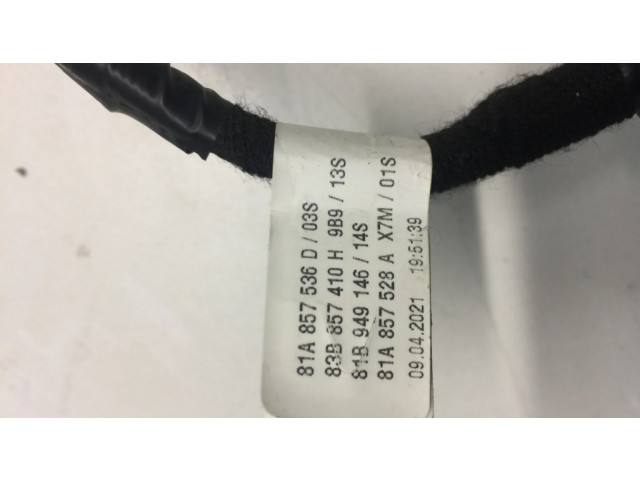 81A 857 536 D / 03S
83B 857 410 H 9B9 / 13S
81B 949 146 / 14S
81A 857 528 A X7M / 01S
09.04.2021 19:51:39